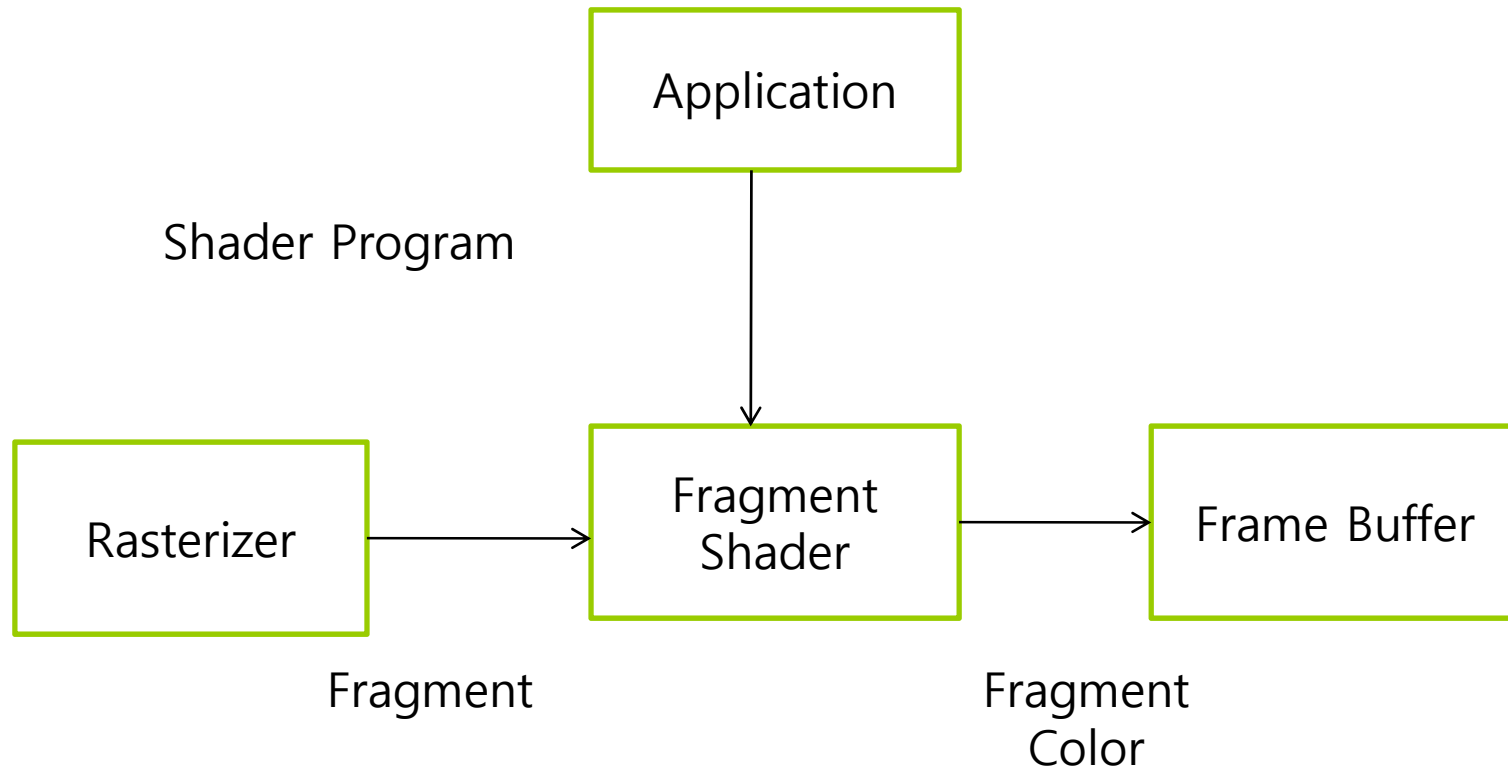 Application
Shader Program
Rasterizer
Fragment
Shader
Frame Buffer
Fragment
Fragment
Color